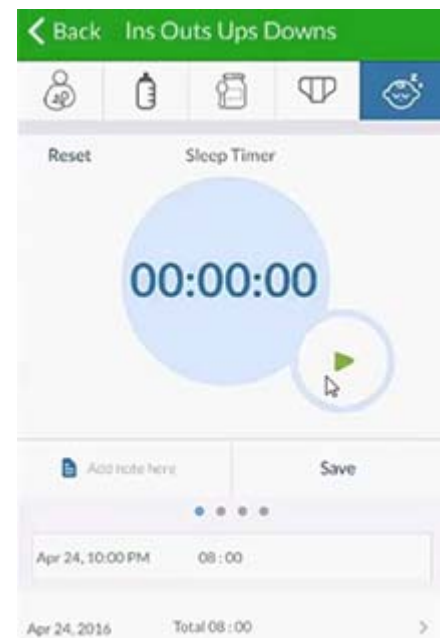 Back Ins Outs Ups Downs
Reset Sleep Timer
00:00:00
Add note here Save
Apr 24, 10:00 PM 08:00
Apr 24, 2016 Total 08:00